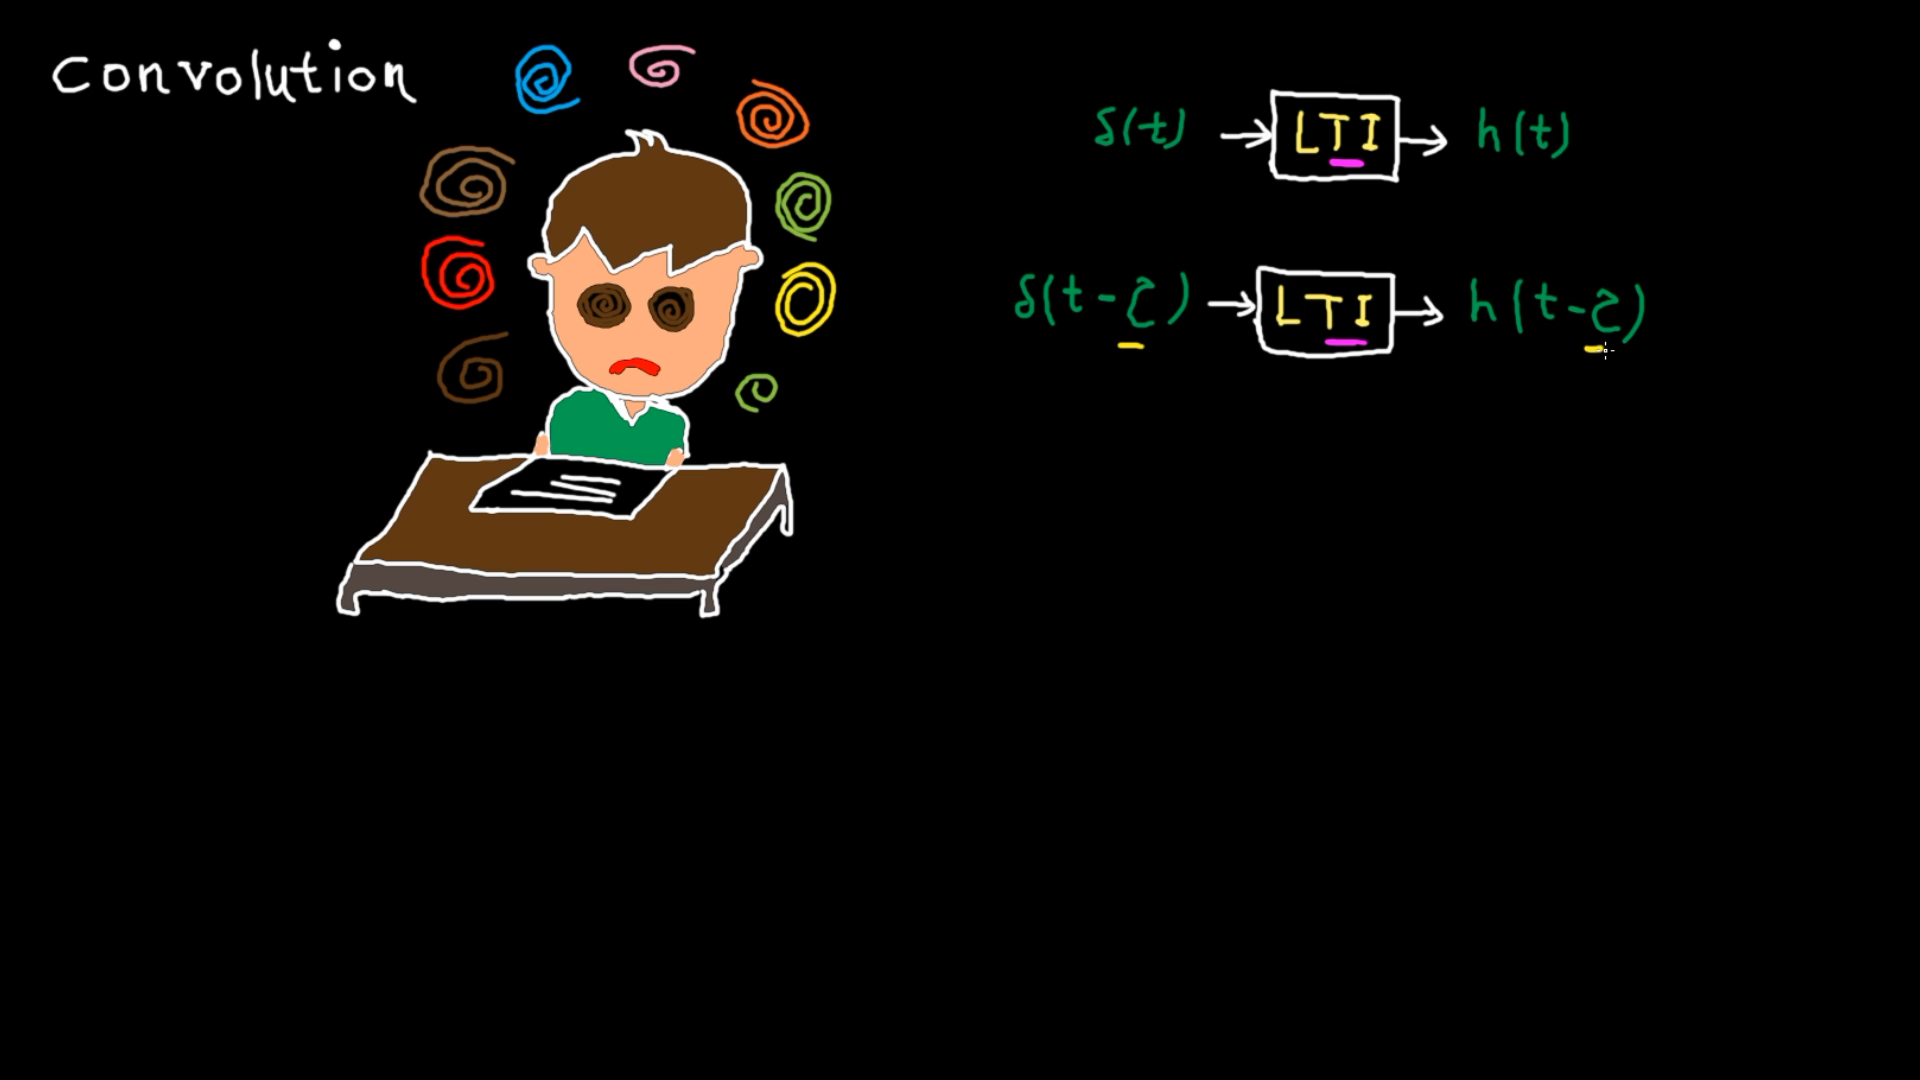 Convolution
δ(t) → LTI → h(t)
δ(t-τ) → LTI → h(t-τ)